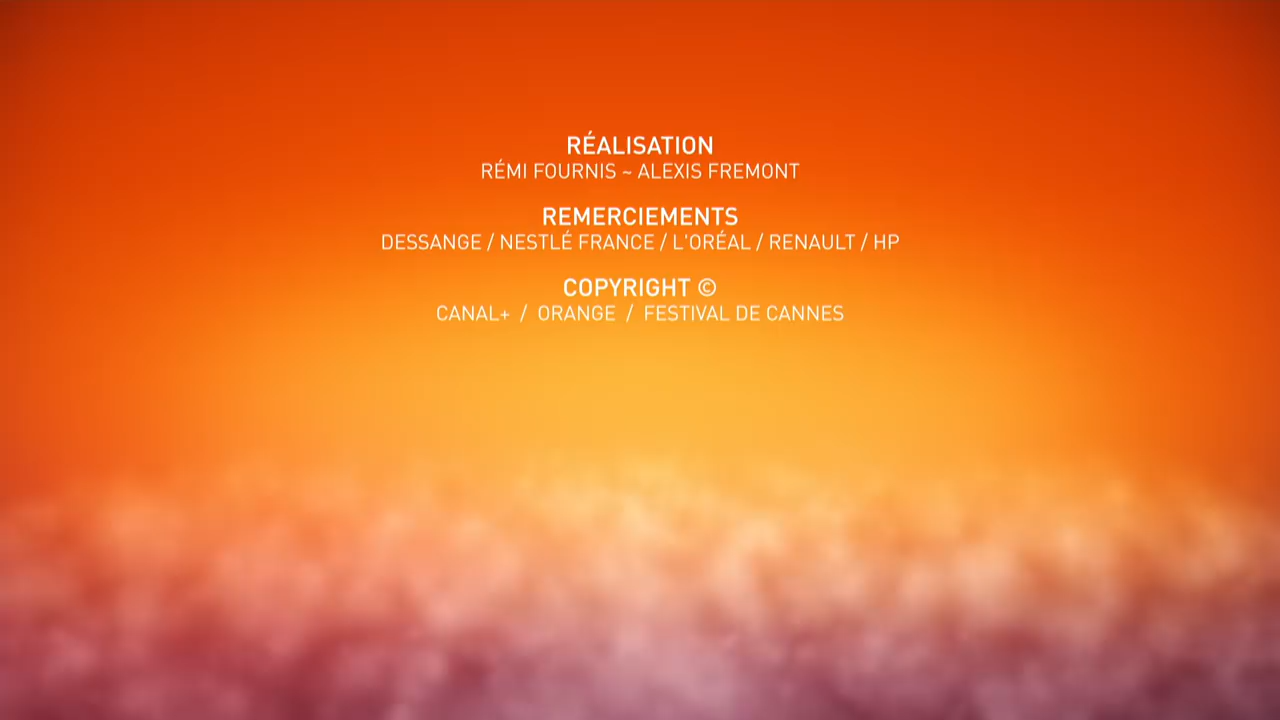 RÉALISATION
RÉMI FOURNIS ~ ALEXIS FREMONT
REMERCIEMENTS
DESSANGE / NESTLÉ FRANCE / L'ORÉAL / RENAULT / HP
COPYRIGHT ©
CANAL+ / ORANGE / FESTIVAL DE CANNES